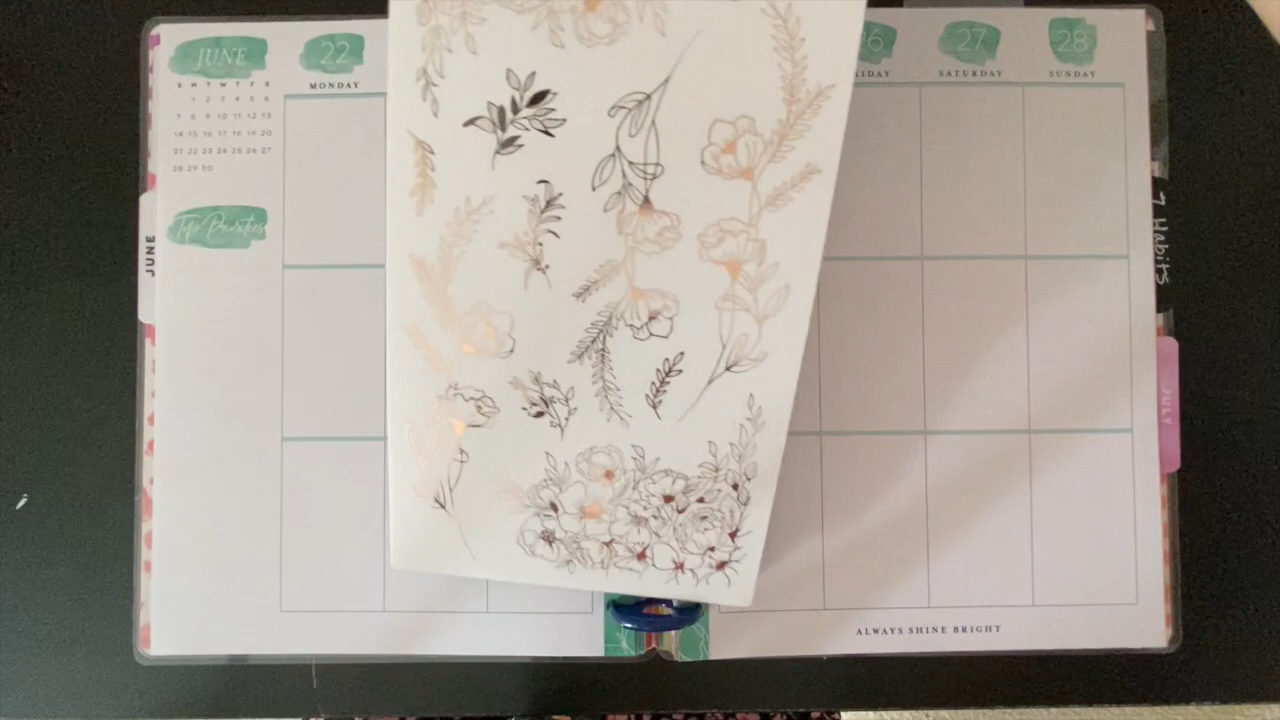 JUNE
S M T W T F S
1 2 3 4 5 6
7 8 9 10 11 12 13
14 15 16 17 18 19 20
21 22 23 24 25 26 27
28 29 30
Top Priorities
JUNE
22
MONDAY
26
RIDAY
27
SATURDAY
28
SUNDAY
7 Habits
JULY
ALWAYS SHINE BRIGHT